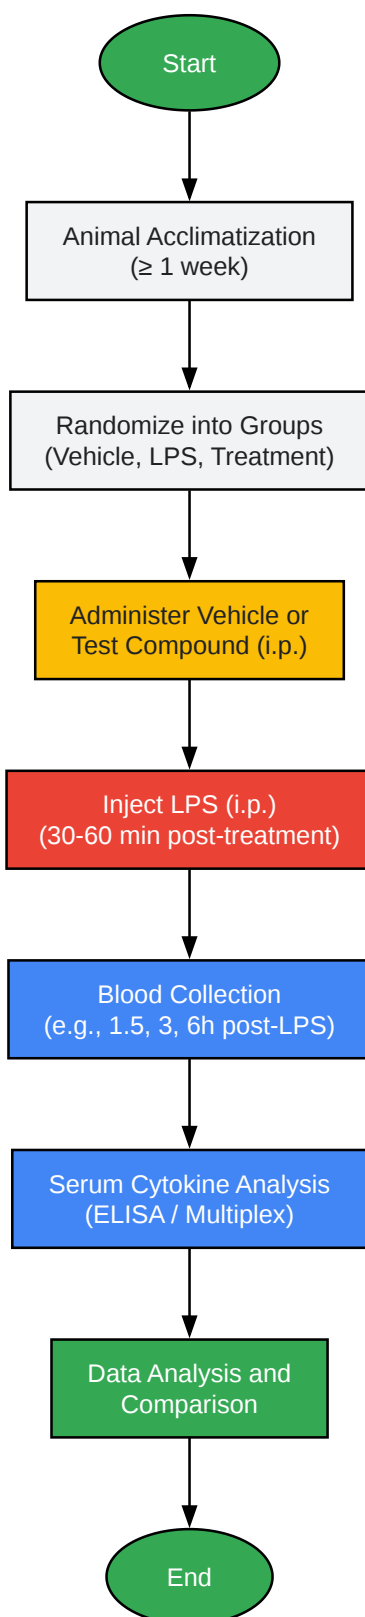 Start
Animal Acclimatization
(≥ 1 week)
Randomize into Groups
(Vehicle, LPS, Treatment)
Administer Vehicle or
Test Compound (i.p.)
Inject LPS (i.p.)
(30-60 min post-treatment)
Blood Collection
(e.g., 1.5, 3, 6h post-LPS)
Serum Cytokine Analysis
(ELISA / Multiplex)
Data Analysis and
Comparison
End